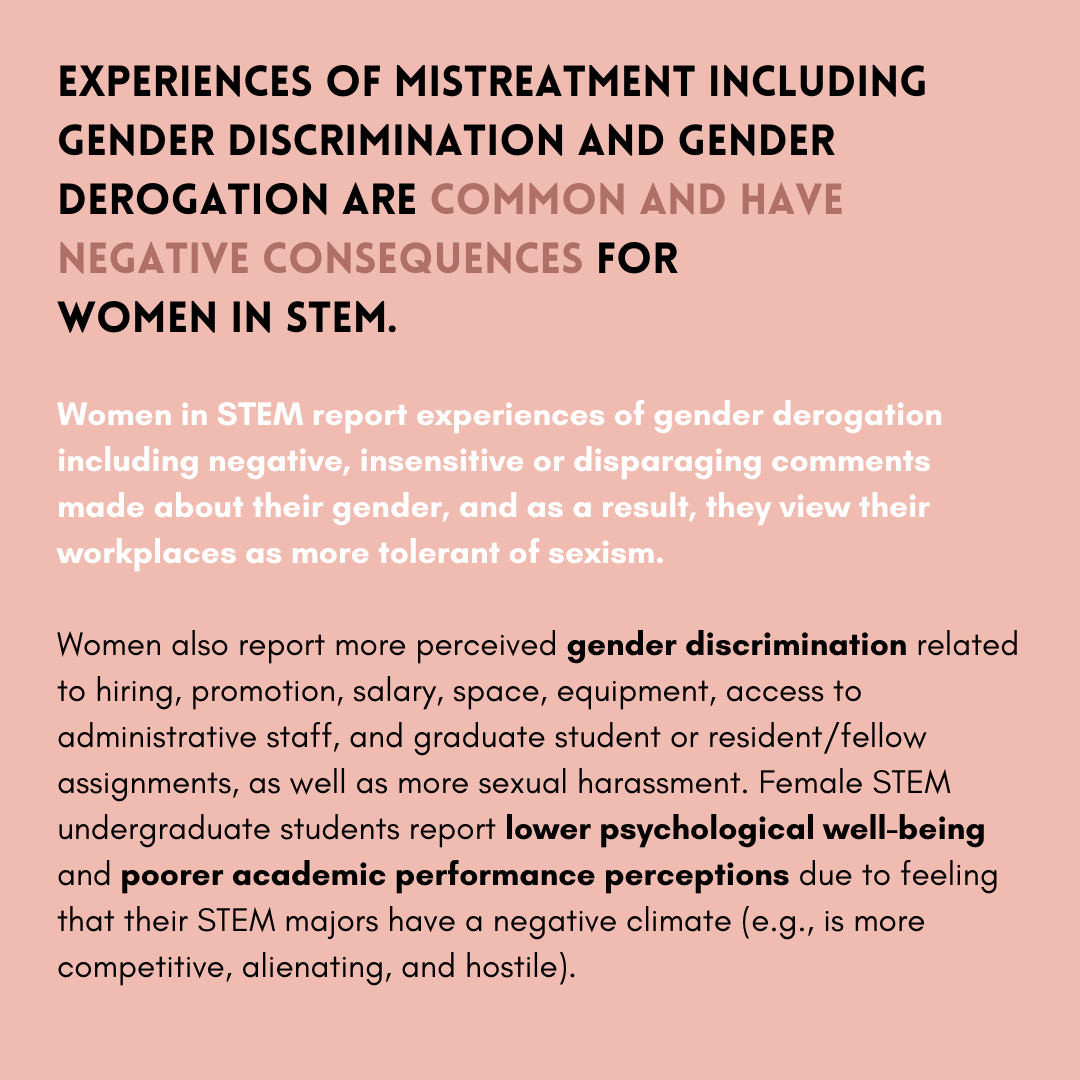 EXPERIENCES OF MISTREATMENT INCLUDING
GENDER DISCRIMINATION AND GENDER
DEROGATION ARE COMMON AND HAVE
NEGATIVE CONSEQUENCES FOR
WOMEN IN STEM.
Women in STEM report experiences of gender derogation
including negative, insensitive or disparaging comments
made about their gender, and as a result, they view their
workplaces as more tolerant of sexism.
Women also report more perceived gender discrimination related
to hiring, promotion, salary, space, equipment, access to
administrative staff, and graduate student or resident/fellow
assignments, as well as more sexual harassment. Female STEM
undergraduate students report lower psychological well-being
and poorer academic performance perceptions due to feeling
that their STEM majors have a negative climate (e.g., is more
competitive, alienating, and hostile).